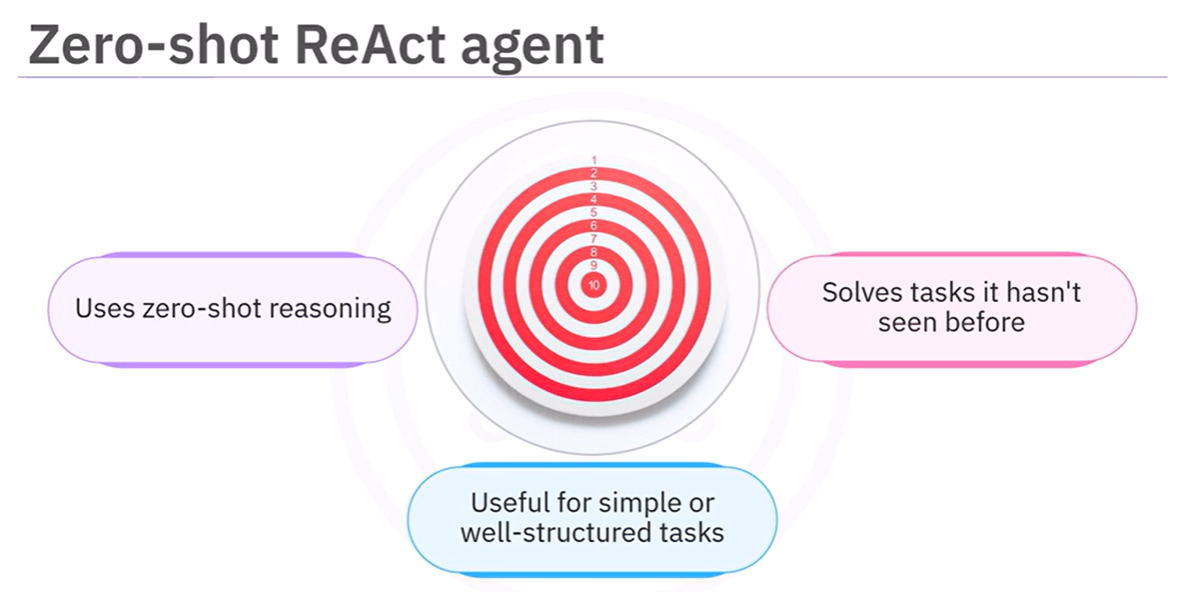 Zero-shot ReAct agent
1
2
3
4
5
6
7
8
9
10
Uses zero-shot reasoning
Solves tasks it hasn't
seen before
Useful for simple or
well-structured tasks